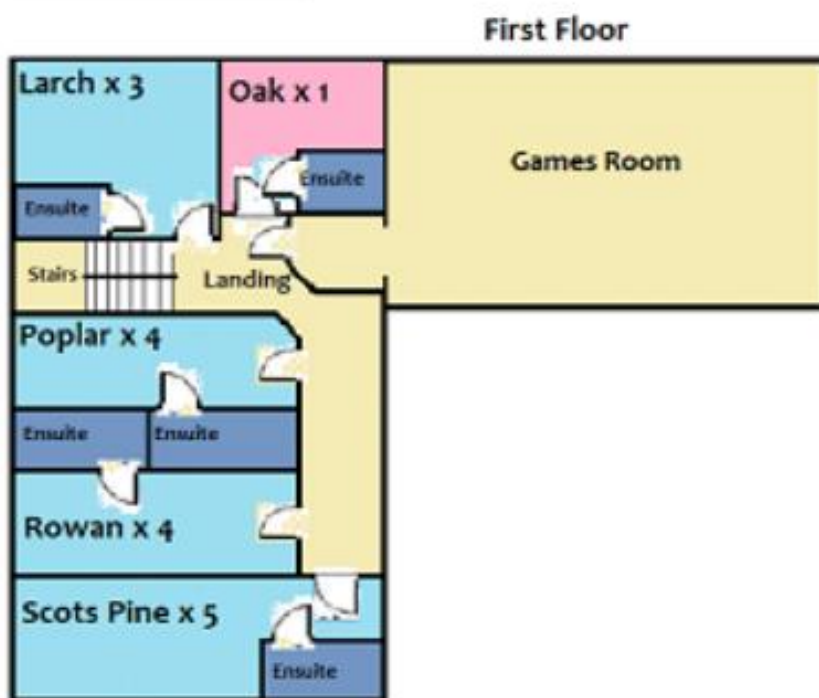 First Floor
Larch x 3
Oak x 1
Games Room
Ensuite
Ensuite
Stairs
Landing
Poplar x 4
Ensuite
Ensuite
Rowan x 4
Scots Pine x 5
Ensuite